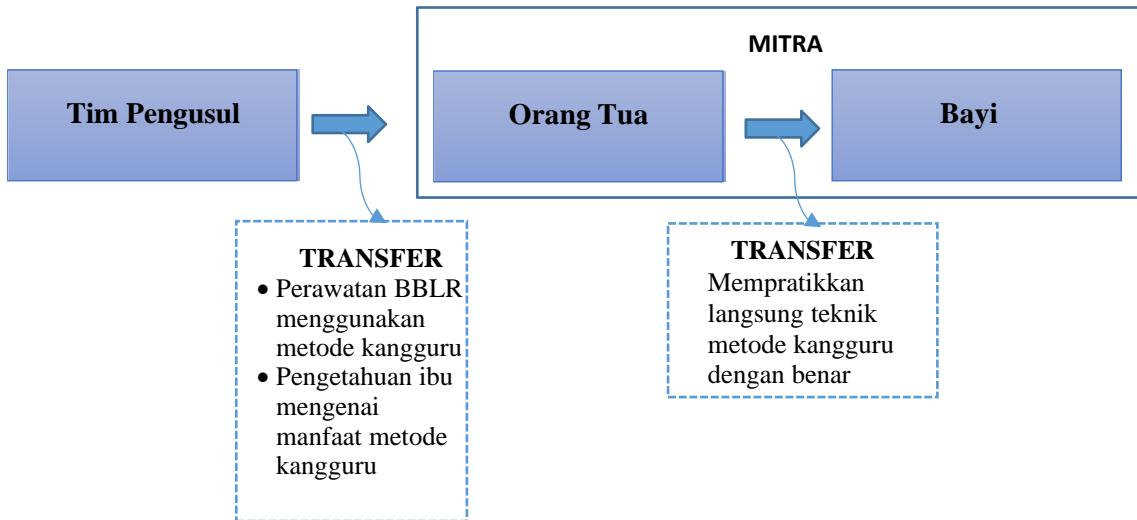 MITRA
Tim Pengusul
Orang Tua
Bayi
TRANSFER
• Perawatan BBLR
menggunakan
metode kangguru
• Pengetahuan ibu
mengenai
manfaat metode
kangguru
TRANSFER
Mempratikkan
langsung teknik
metode kangguru
dengan benar